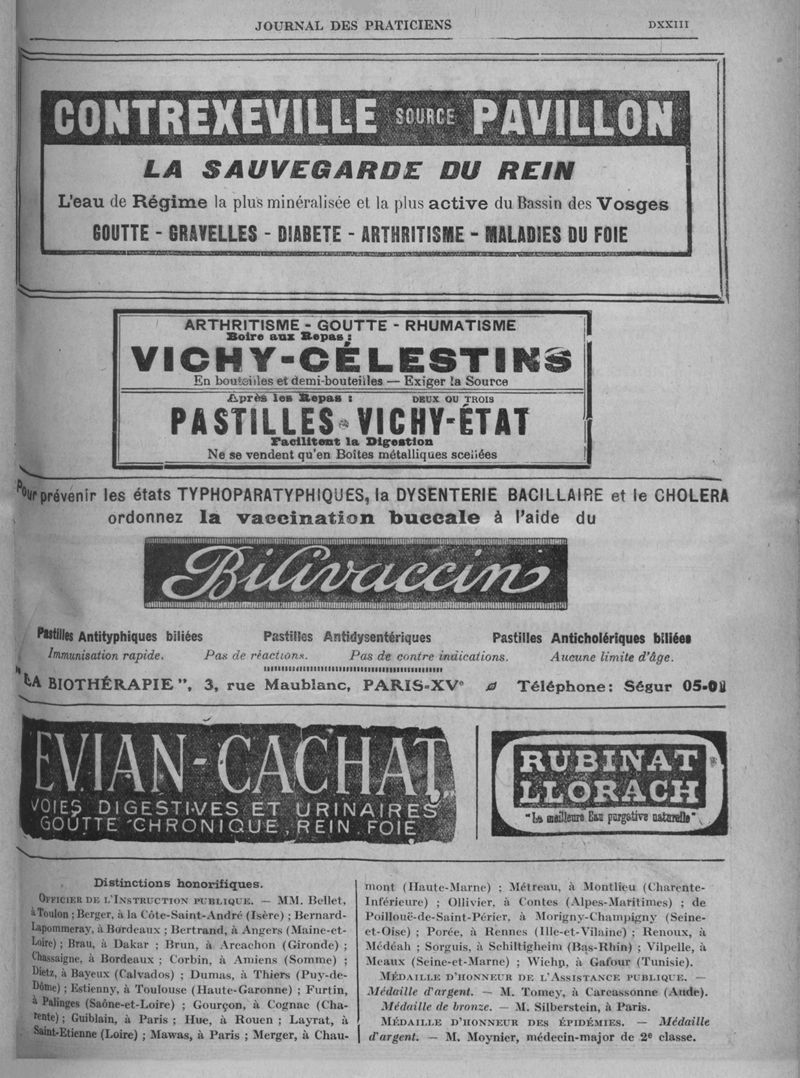 JOURNAL DES PRATICIENS
DXXIII
CONTREXEVILLE SOURCE PAVILLON
LA SAUVEGARDE DU REIN
L'eau de Régime la plus minéralisée et la plus active du Bassin des Vosges
GOUTTE - GRAVELLES - DIABETE - ARTHRITISME - MALADIES DU FOIE
ARTHRITISME - GOUTTE - RHUMATISME
Boire aux Repas :
VICHY-CÉLESTINS
En bouteilles et demi-bouteilles — Exiger la Source
Après les Repas : DEUX OU TROIS
PASTILLES VICHY-ÉTAT
Facilitent la Digestion
Ne se vendent qu'en Boîtes métalliques scellées
Pour prévenir les états TYPHOPARATYPHIQUES, la DYSENTERIE BACILLAIRE et le CHOLERA
ordonnez la vaccination buccale à l'aide du
Bilivaccin
Pastilles Antityphiques biliées
Pastilles Antidysentériques
Pastilles Anticholériques biliées
Immunisation rapide. Pas de réactions. Pas de contre indications. Aucune limite d'âge.
"LA BIOTHÉRAPIE", 3, rue Maublanc, PARIS-XVe Téléphone: Ségur 05-01
EVIAN-CACHAT
VOIES DIGESTIVES ET URINAIRES
GOUTTE CHRONIQUE, REIN, FOIE
RUBINAT
LLORACH
"La meilleure Eau purgative naturelle"
Distinctions honorifiques.
OFFICIER DE L'INSTRUCTION PUBLIQUE. — MM. Bellet,
à Toulon ; Berger, à la Côte-Saint-André (Isère) ; Bernard-
Lapommeray, à Bordeaux ; Bertrand, à Angers (Maine-et-
Loire) ; Brau, à Dakar ; Brun, à Arcachon (Gironde) ;
Chassaigne, à Bordeaux ; Corbin, à Amiens (Somme) ;
Dietz, à Bayeux (Calvados) ; Dumas, à Thiers (Puy-de-
Dôme) ; Estienny, à Toulouse (Haute-Garonne) ; Furtin,
à Palinges (Saône-et-Loire) ; Gourçon, à Cognac (Cha-
rente) ; Guiblain, à Paris ; Hue, à Rouen ; Layrat, à
Saint-Etienne (Loire) ; Mawas, à Paris ; Merger, à Chau-
mont (Haute-Marne) ; Métreau, à Montlieu (Charente-
Inférieure) ; Ollivier, à Contes (Alpes-Maritimes) ; de
Poillouë-de-Saint-Périer, à Morigny-Champigny (Seine-
et-Oise) ; Porée, à Rennes (Ille-et-Vilaine) ; Renoux, à
Médéah ; Sorguis, à Schiltigheim (Bas-Rhin) ; Vilpelle, à
Meaux (Seine-et-Marne) ; Wichp, à Gafour (Tunisie).
MÉDAILLE D'HONNEUR DE L'ASSISTANCE PUBLIQUE. —
Médaille d'argent. — M. Tomey, à Carcassonne (Aude).
Médaille de bronze. — M. Silberstein, à Paris.
MÉDAILLE D'HONNEUR DES ÉPIDÉMIES. — Médaille
d'argent. — M. Moynier, médecin-major de 2e classe.